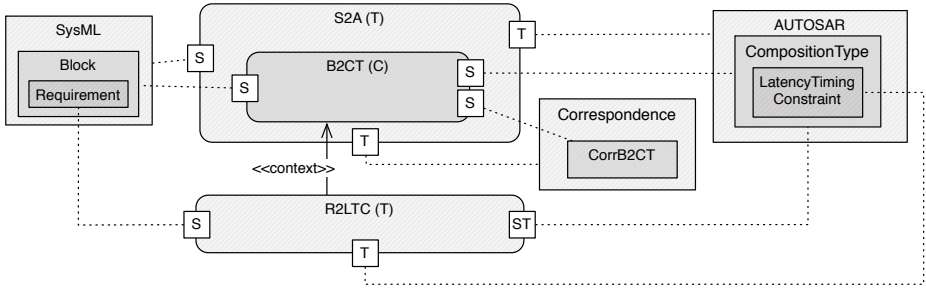 SysML
Block
Requirement
S2A (T)
S
T
B2CT (C)
S
S
S
T
AUTOSAR
CompositionType
LatencyTiming
Constraint
Correspondence
CorrB2CT
<<context>>
R2LTC (T)
S
ST
T